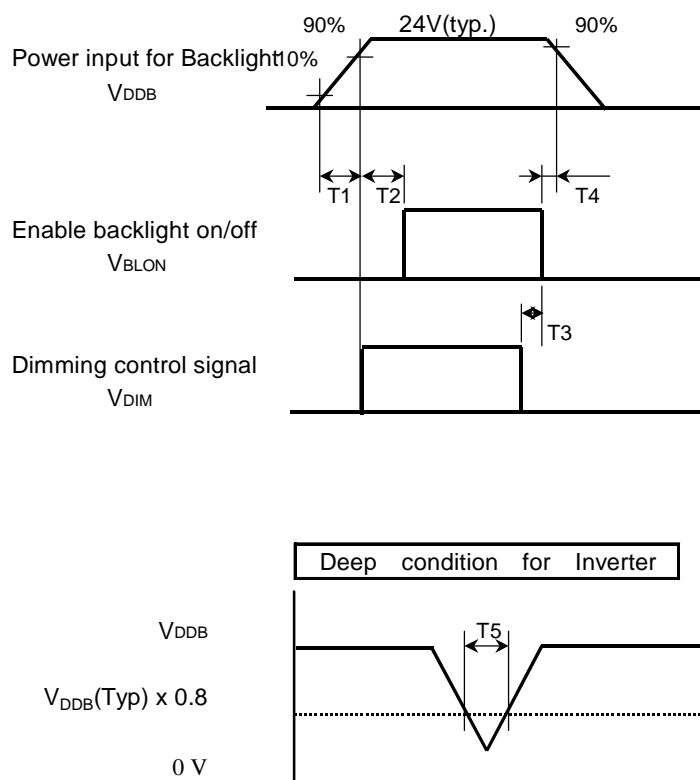 90% 24V(typ.) 90%
Power input for Backlight 10%
VDDB
T1 T2 T4
Enable backlight on/off
VBLON
T3
Dimming control signal
VDIM
Deep condition for Inverter
VDDB T5
VDDB(Typ) x 0.8
0 V